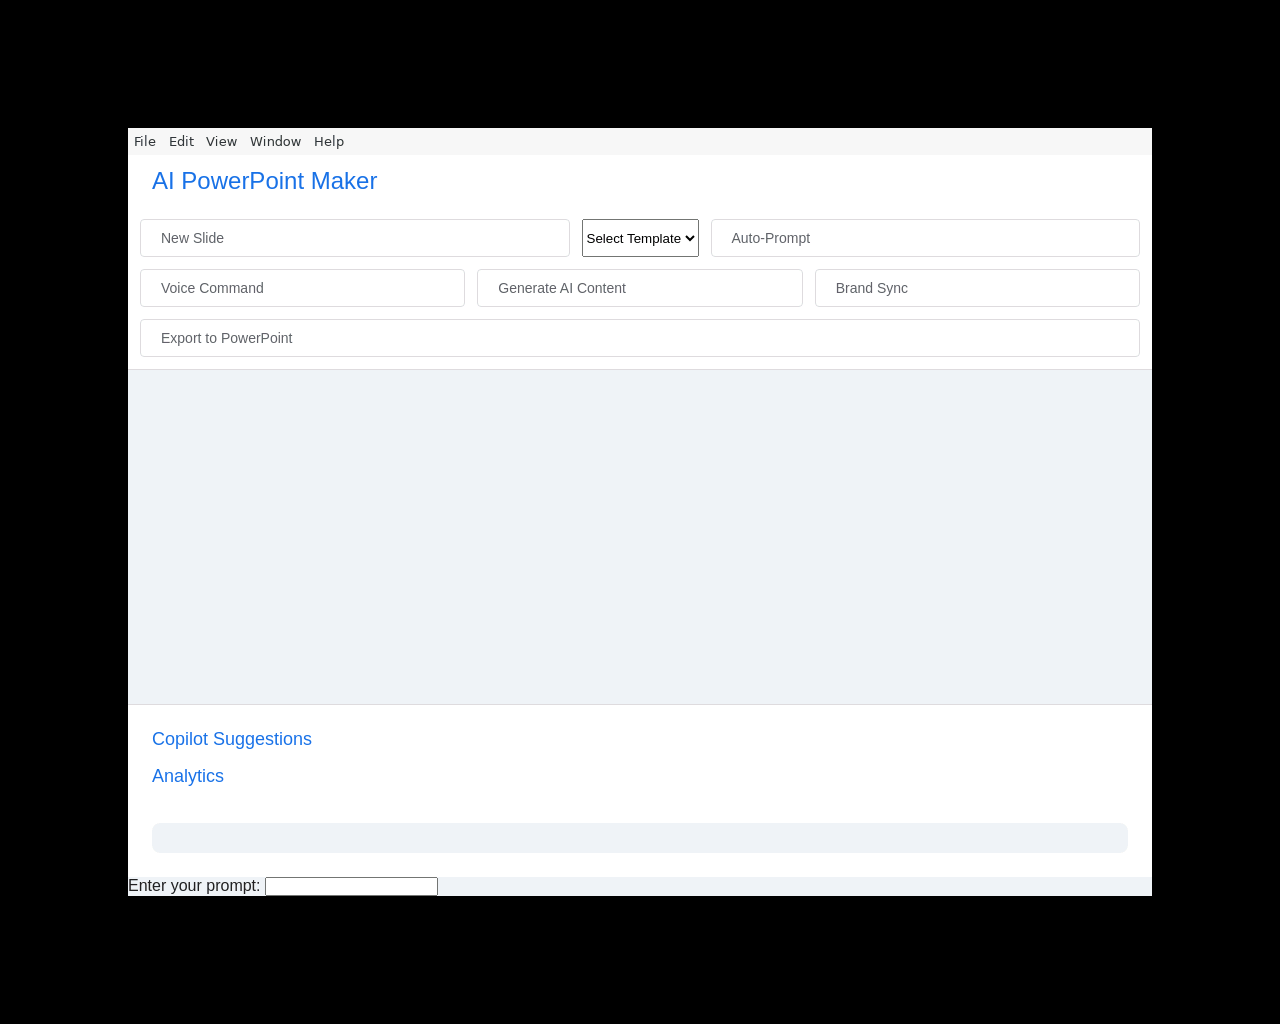 File Edit View Window Help
AI PowerPoint Maker
New Slide Select Template Auto-Prompt
Voice Command Generate AI Content Brand Sync
Export to PowerPoint
Copilot Suggestions
Analytics
Enter your prompt: